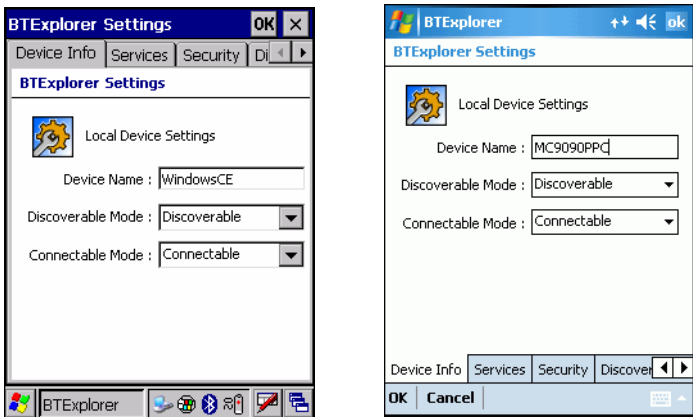 BTExplorer Settings OK
Device Info Services Security Di
BTExplorer Settings
Local Device Settings
Device Name : WindowsCE
Discoverable Mode : Discoverable
Connectable Mode : Connectable
BTExplorer
BTExplorer ok
BTExplorer Settings
Local Device Settings
Device Name : MC9090PPC
Discoverable Mode : Discoverable
Connectable Mode : Connectable
Device Info Services Security Discover
OK Cancel